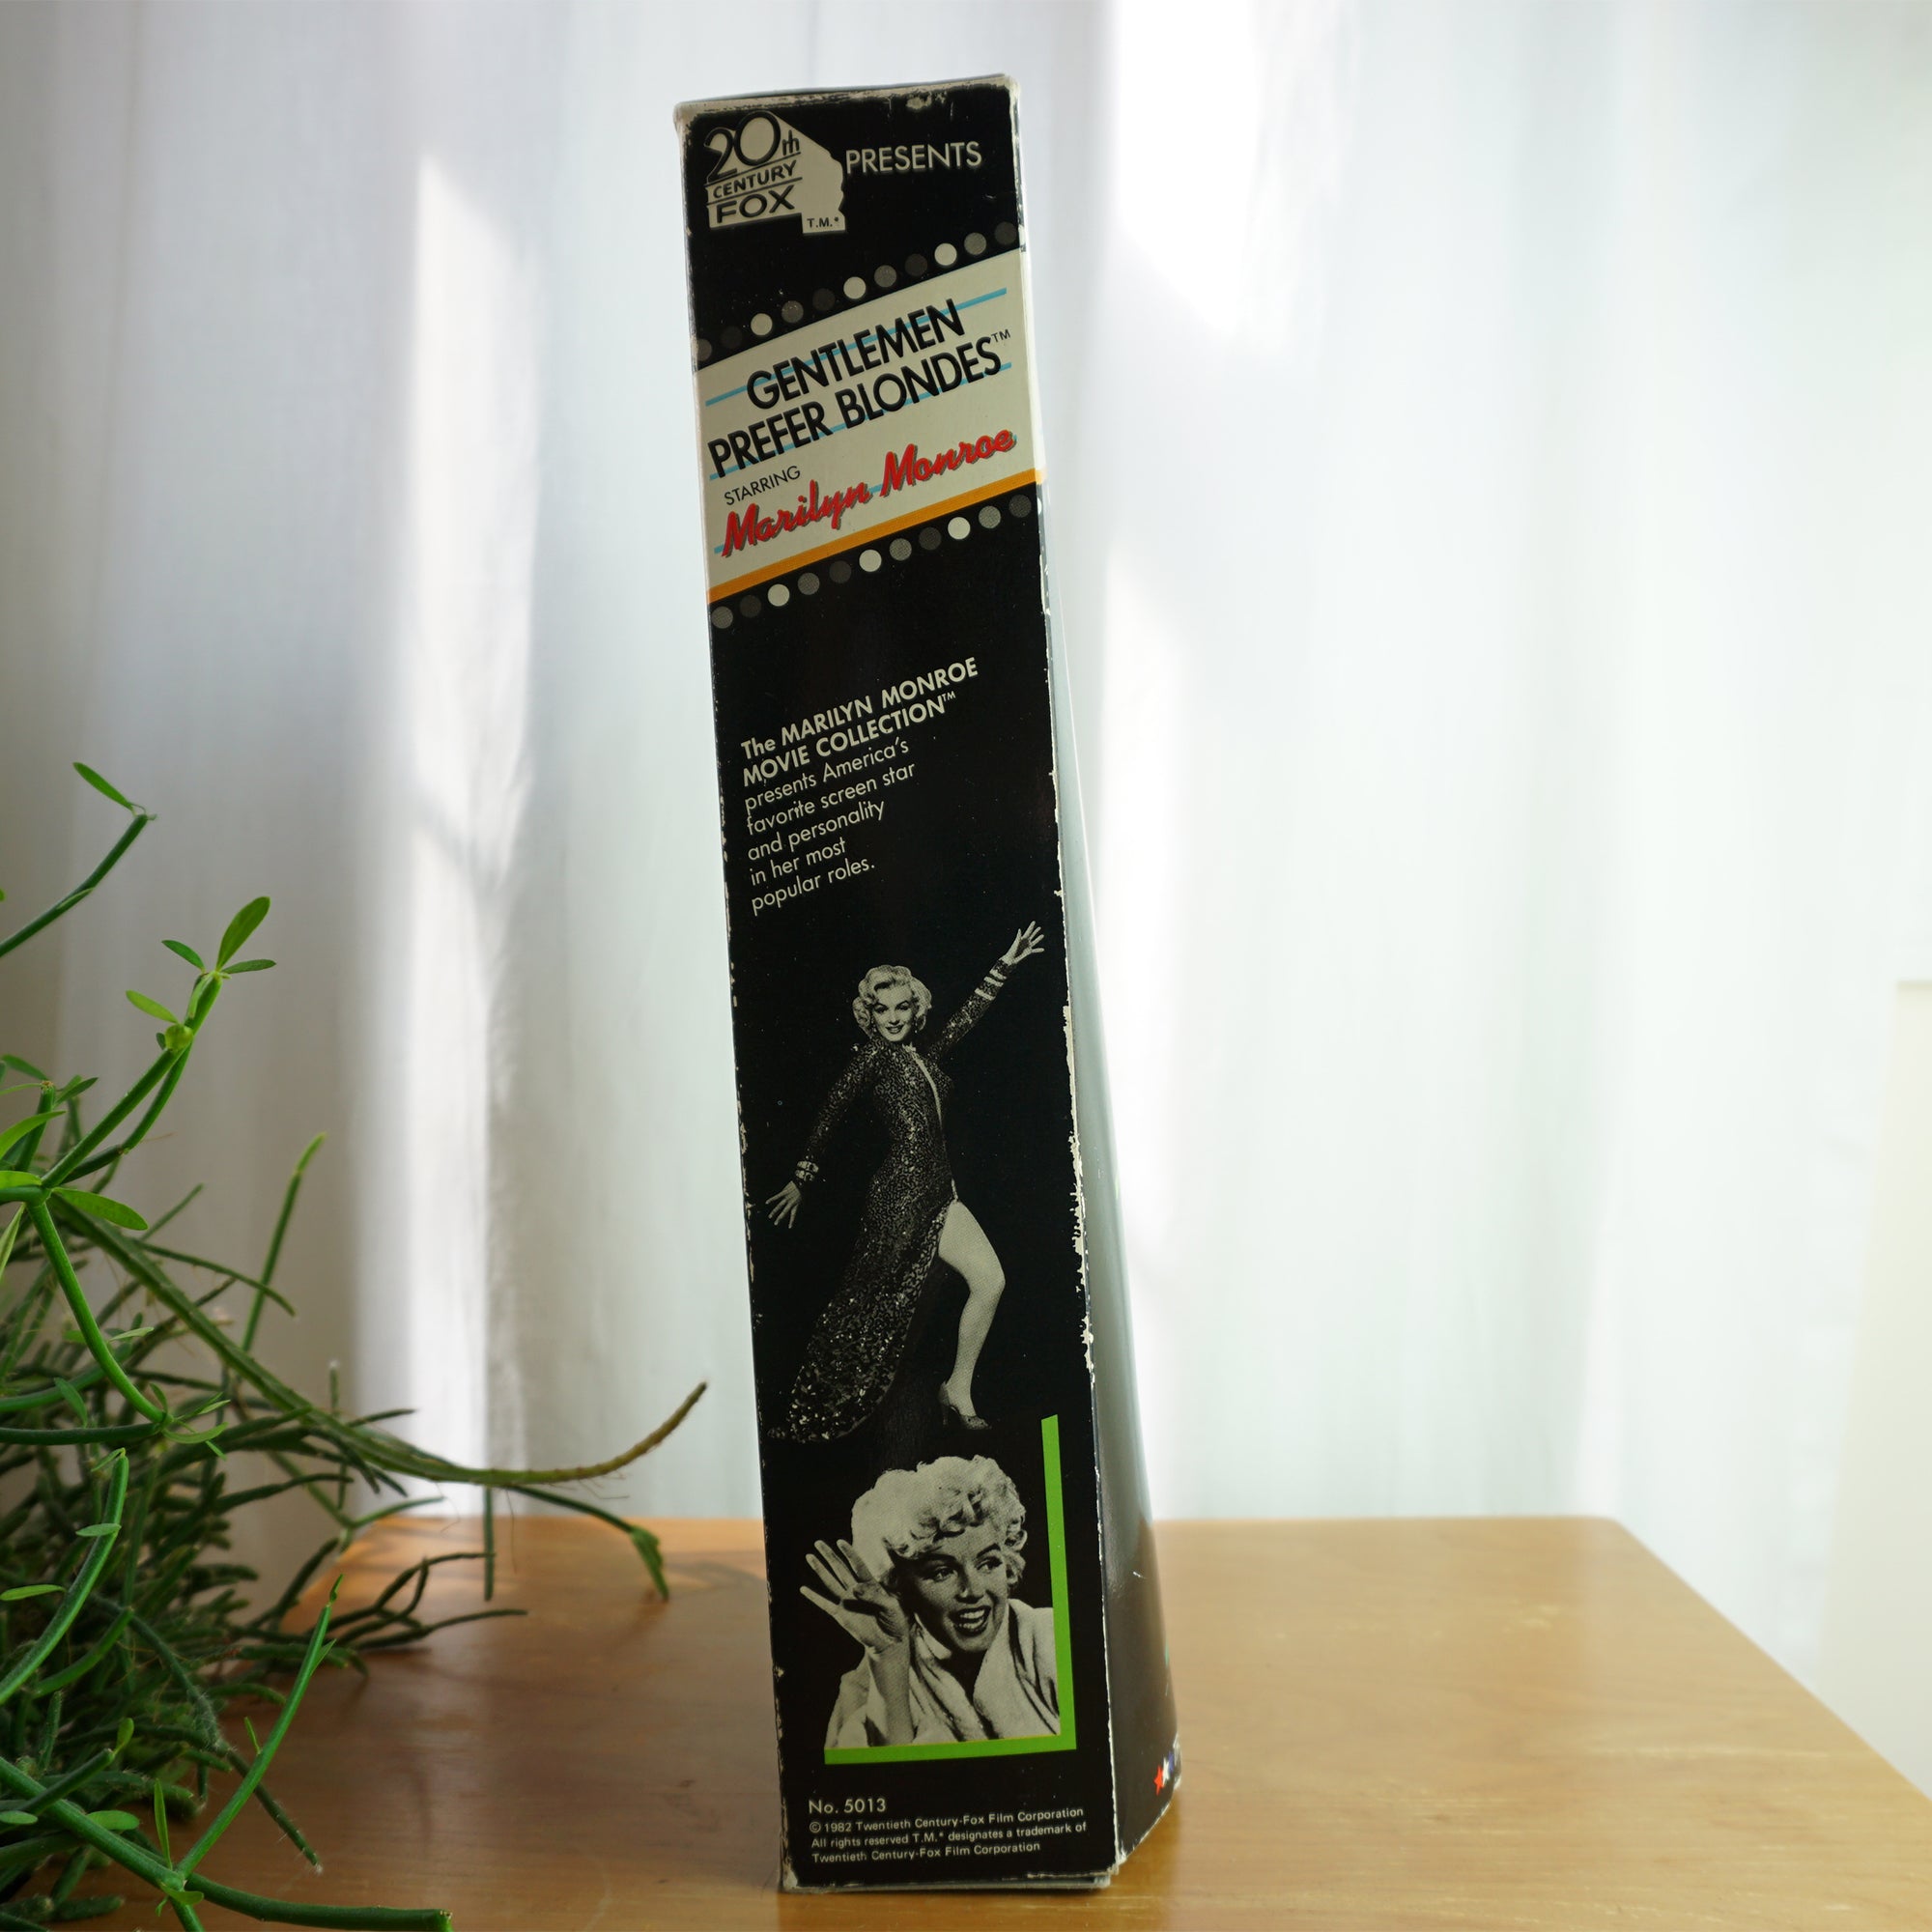 20th
CENTURY
FOX
T.M.*
PRESENTS
GENTLEMEN
PREFER BLONDES™
STARRING
Marilyn Monroe
The MARILYN MONROE
MOVIE COLLECTION™
presents America's
favorite screen star
and personality
in her most
popular roles.
No. 5013
© 1982 Twentieth Century-Fox Film Corporation
All rights reserved T.M.* designates a trademark of
Twentieth Century-Fox Film Corporation